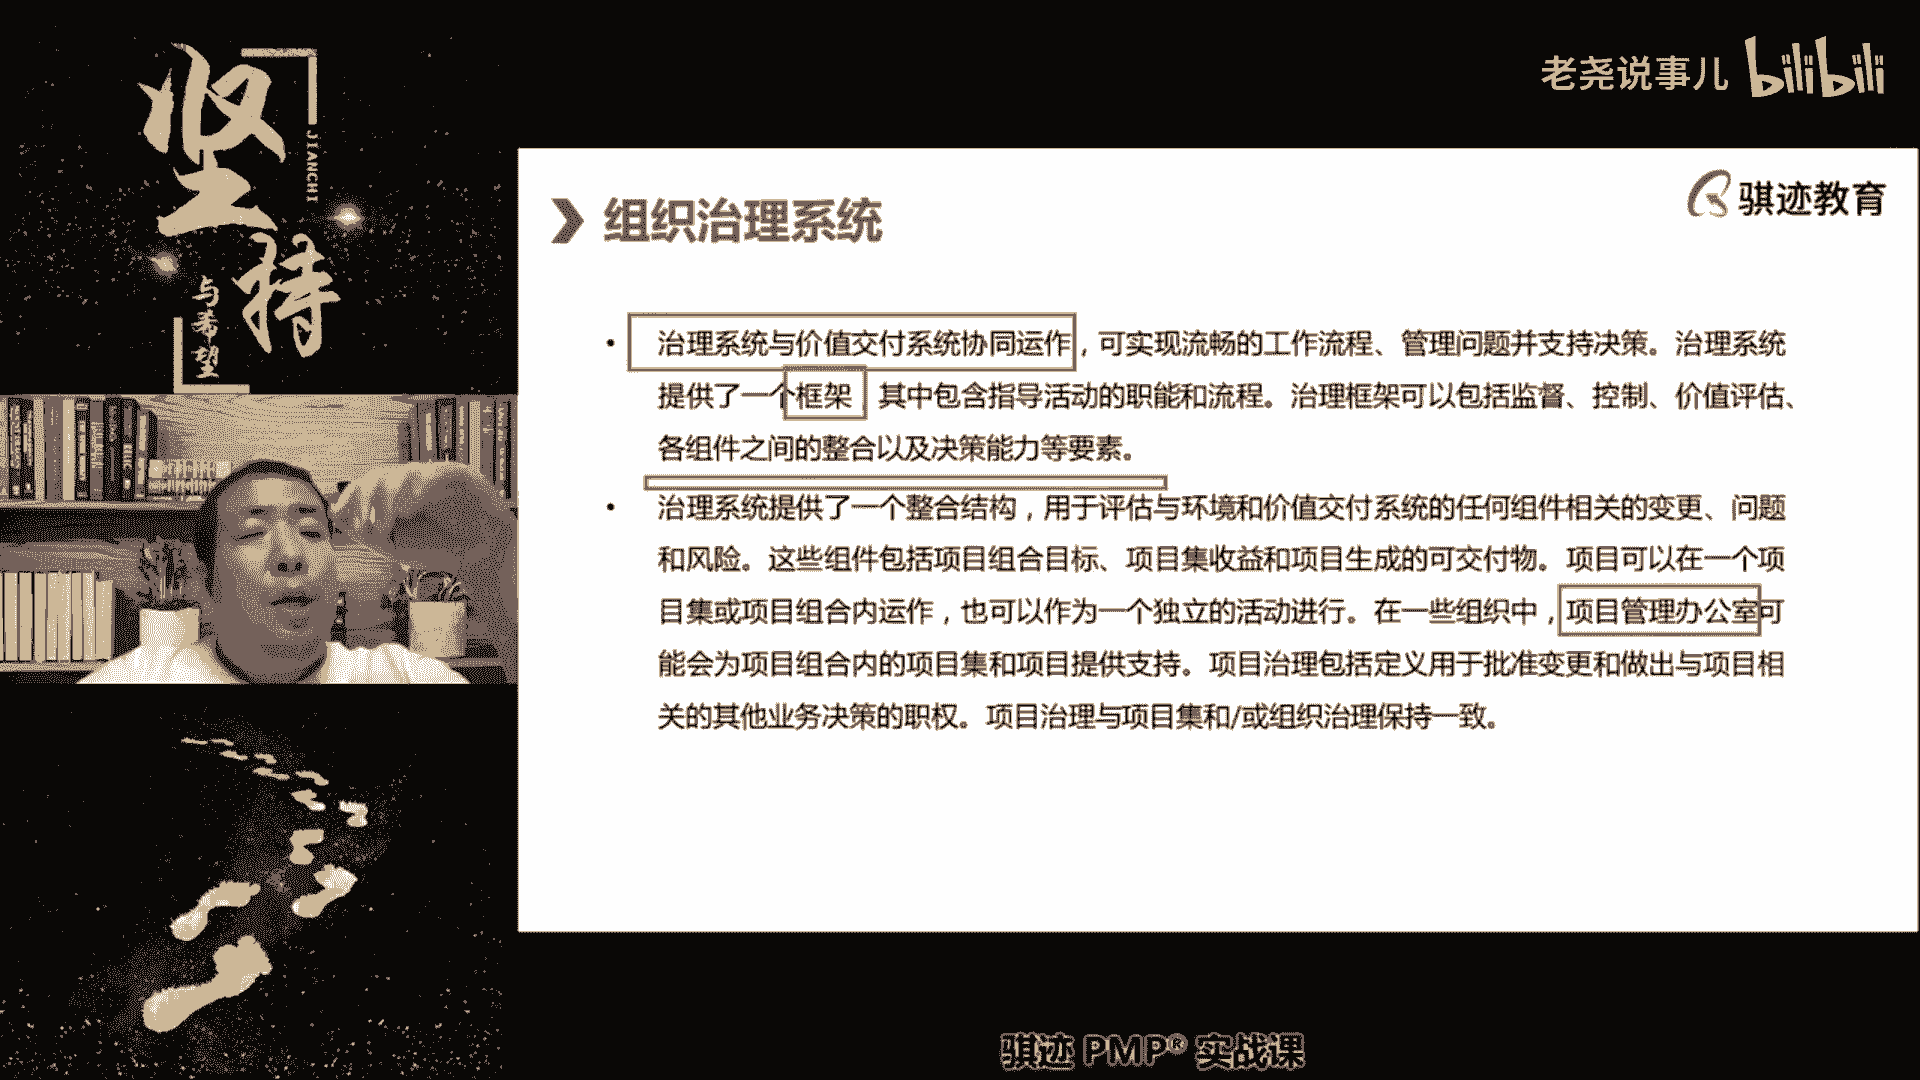 坚持
JIANCHI
与希望
老尧说事儿 bilibili
骐迹教育
组织治理系统
• 治理系统与价值交付系统协同运作，可实现流畅的工作流程、管理问题并支持决策。治理系统
提供了一个框架 其中包含指导活动的职能和流程。治理框架可以包括监督、控制、价值评估、
各组件之间的整合以及决策能力等要素。
• 治理系统提供了一个整合结构，用于评估与环境和价值交付系统的任何组件相关的变更、问题
和风险。这些组件包括项目组合目标、项目集收益和项目生成的可交付物。项目可以在一个项
目集或项目组合内运作，也可以作为一个独立的活动进行。在一些组织中，项目管理办公室可
能会为项目组合内的项目集和项目提供支持。项目治理包括定义用于批准变更和做出与项目相
关的其他业务决策的职权。项目治理与项目集和/或组织治理保持一致。
骐迹 PMP® 实战课